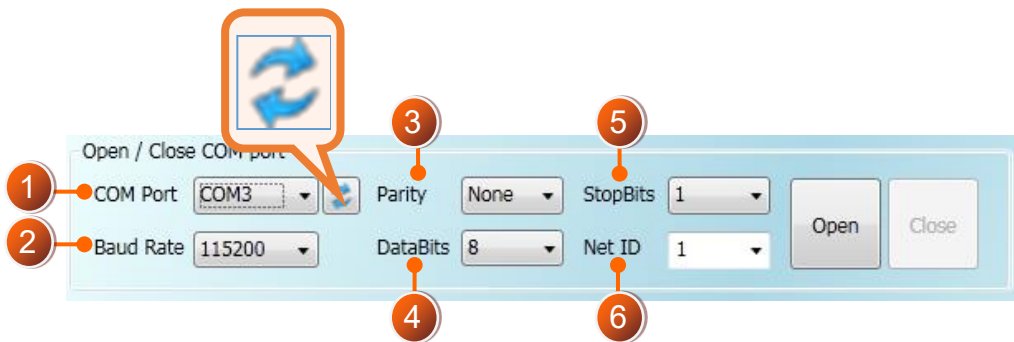 3
5
Open / Close COM port
1
COM Port COM3 Parity None StopBits 1
Open Close
2
Baud Rate 115200 DataBits 8 Net ID 1
4
6